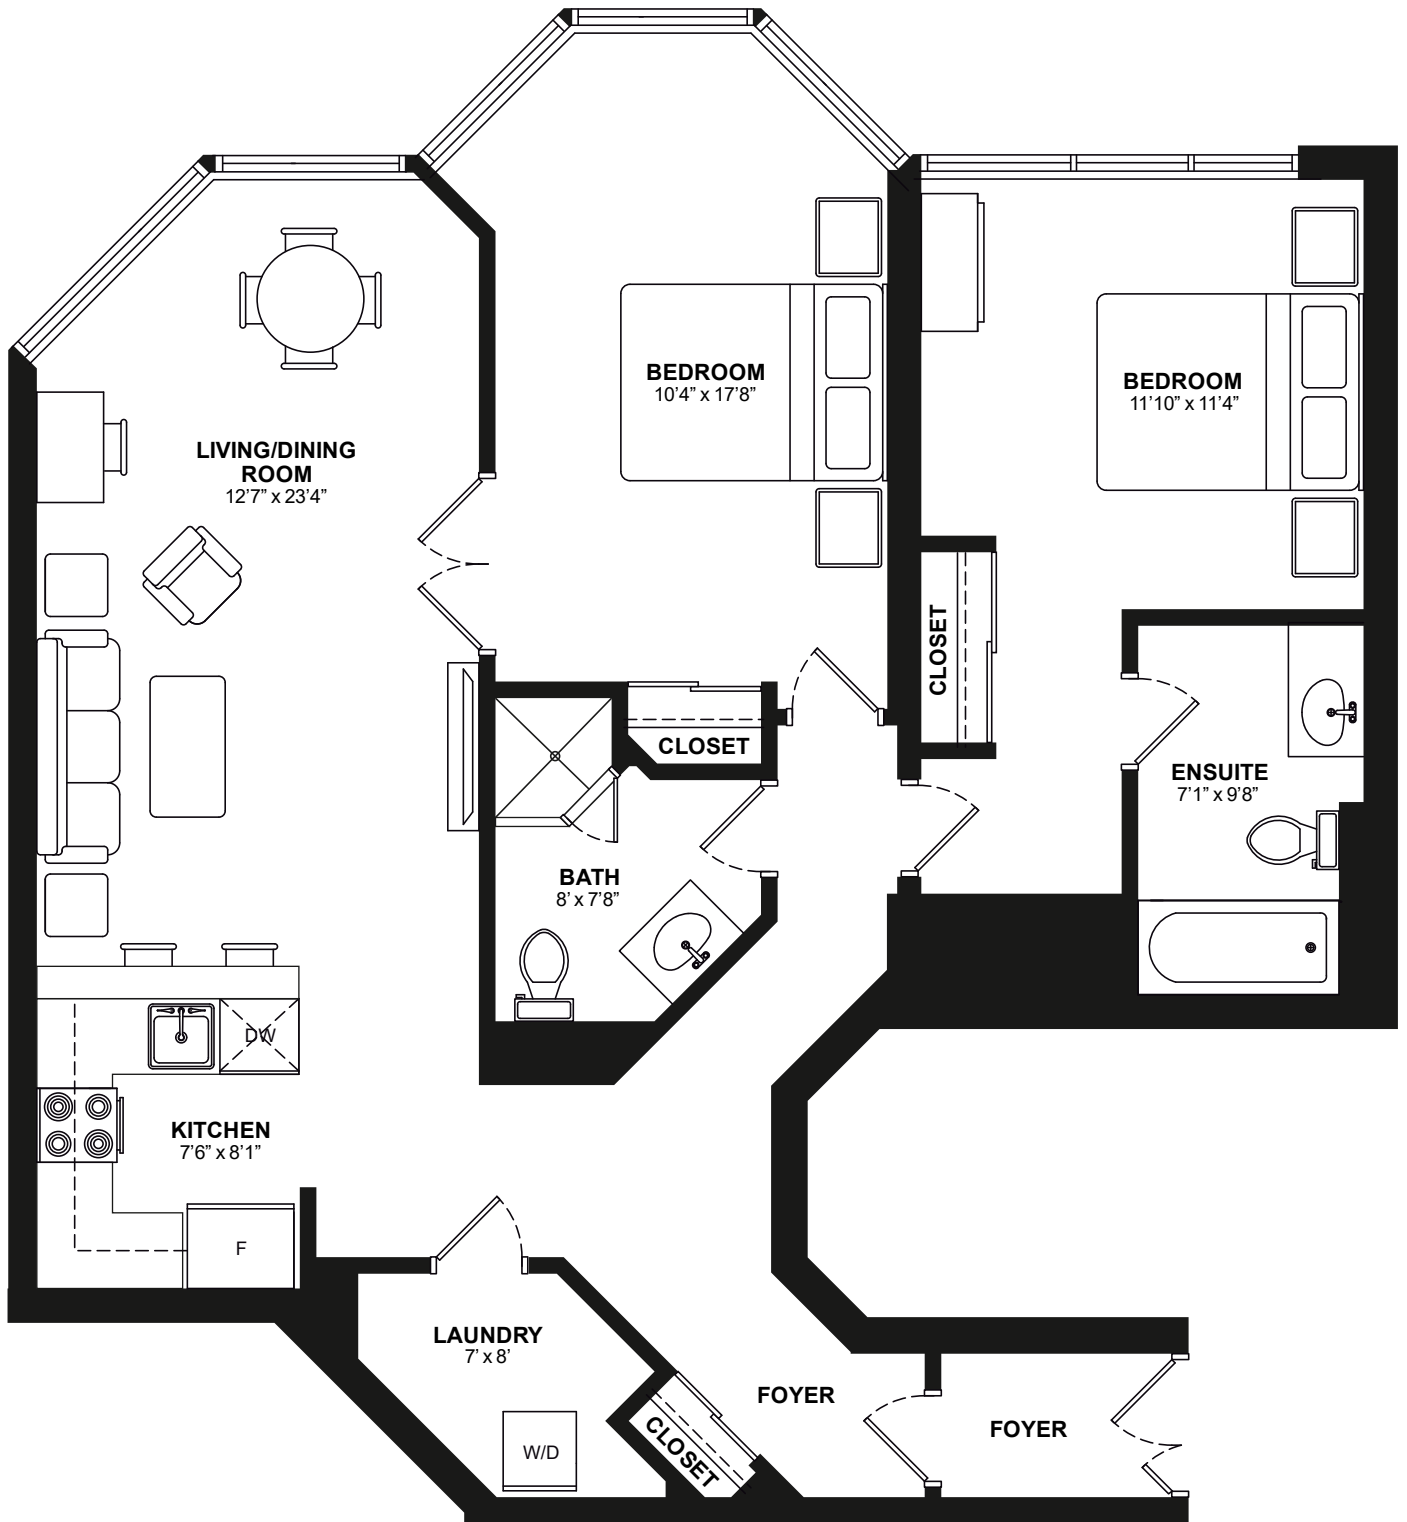 BEDROOM
10’4” x 17’8”
BEDROOM
11’10” x 11’4”
LIVING/DINING
ROOM
12’7” x 23’4”
CLOSET
CLOSET
ENSUITE
7’1” x 9’8”
BATH
8’ x 7’8”
DW
KITCHEN
7’6” x 8’1”
F
LAUNDRY
7’ x 8’
FOYER
FOYER
CLOSET
W/D